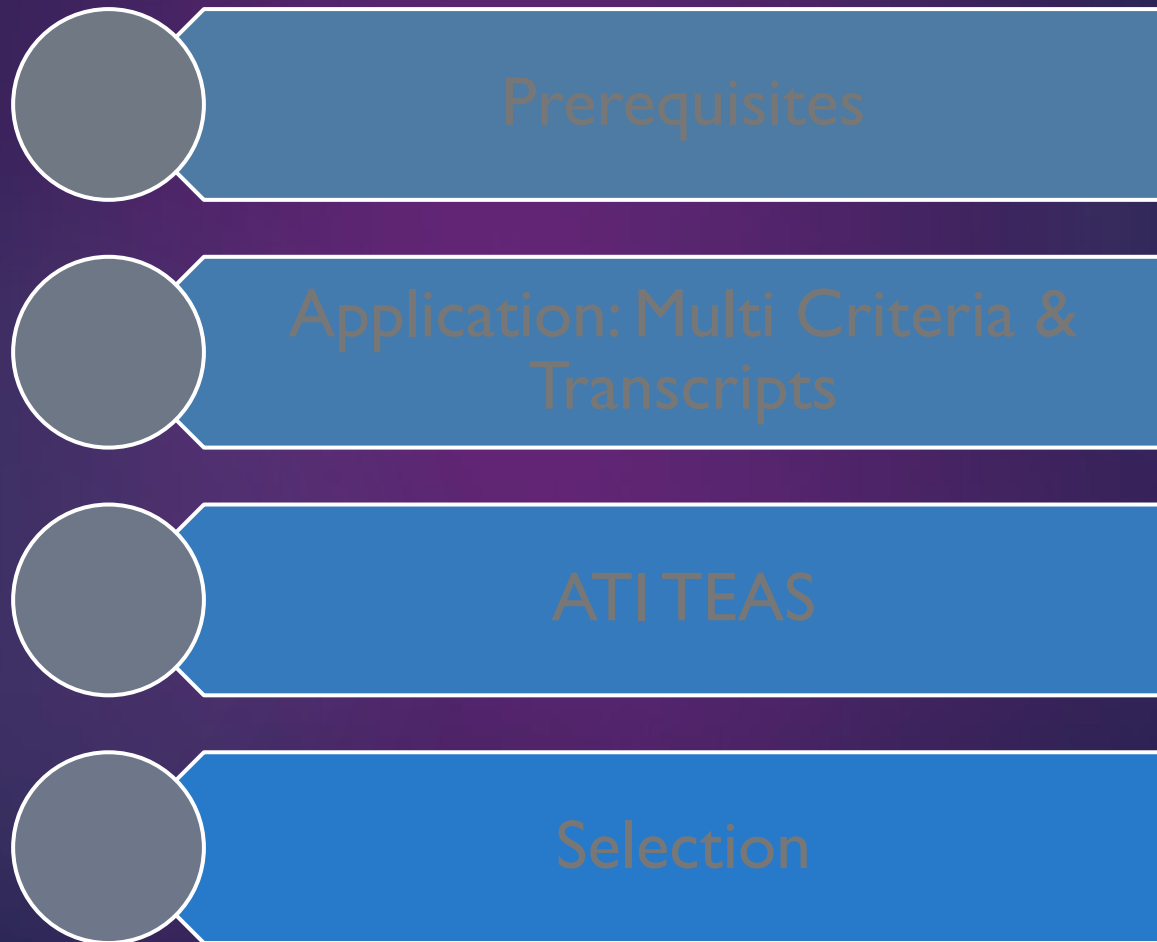 Prerequisites
Application: Multi Criteria &
Transcripts
ATI TEAS
Selection